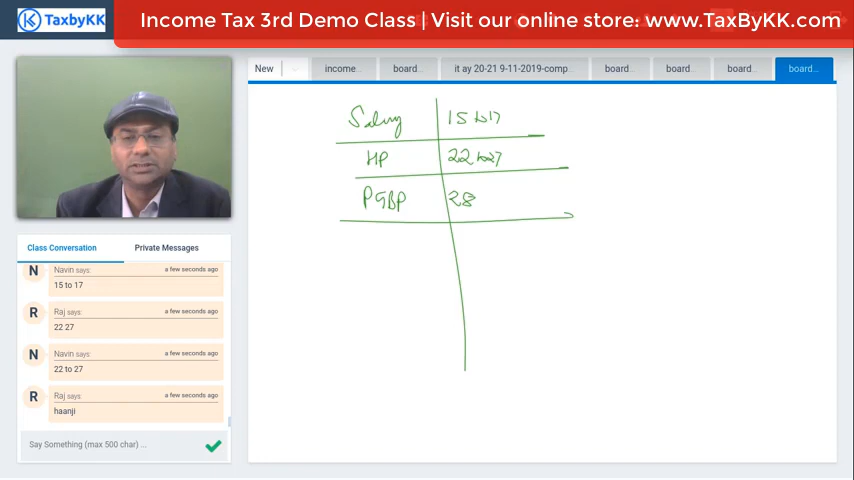 Income Tax 3rd Demo Class | Visit our online store: www.TaxByKK.com
TaxbyKK
New
income...
board...
it ay 20-21 9-11-2019-comp...
board...
board...
board...
board...
Salary 15 to 17
HP 22 to 27
PGBP 28
Class Conversation Private Messages
N Navin says: a few seconds ago
15 to 17
R Raj says: a few seconds ago
22 27
N Navin says: a few seconds ago
22 to 27
R Raj says: a few seconds ago
haanji
Say Something (max 500 char) ...